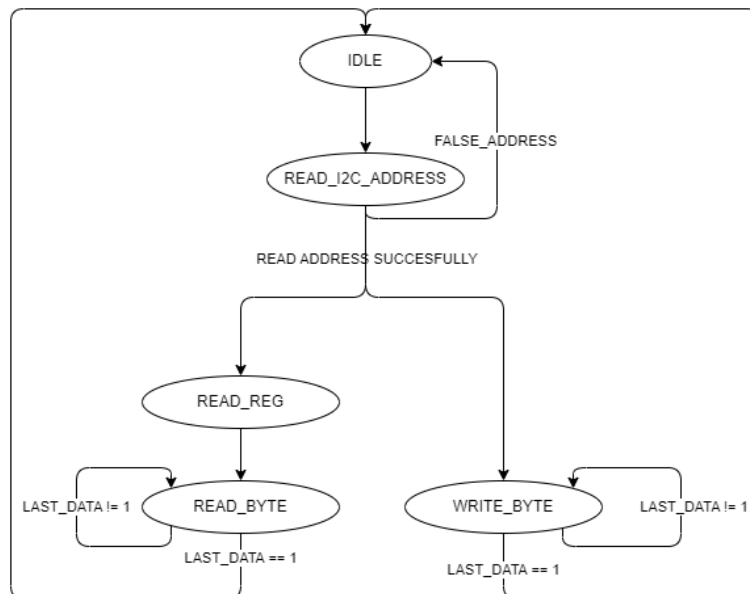 IDLE
FALSE_ADDRESS
READ_I2C_ADDRESS
READ ADDRESS SUCCESFULLY
READ_REG
LAST_DATA != 1
READ_BYTE
WRITE_BYTE
LAST_DATA != 1
LAST_DATA == 1
LAST_DATA == 1